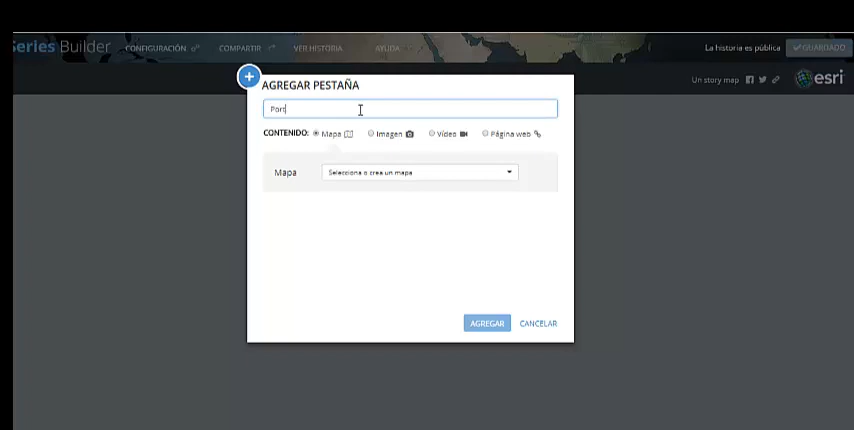 Series Builder CONFIGURACIÓN COMPARTIR VER HISTORIA AYUDA La historia es pública GUARDADO
Un story map esri
AGREGAR PESTAÑA
CONTENIDO: Mapa Imagen Vídeo Página web
Mapa Selecciona o crea un mapa
AGREGAR CANCELAR